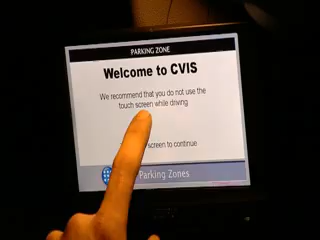 PARKING ZONE
Welcome to CVIS
We recommend that you do not use the
touch screen while driving
screen to continue
Parking Zones